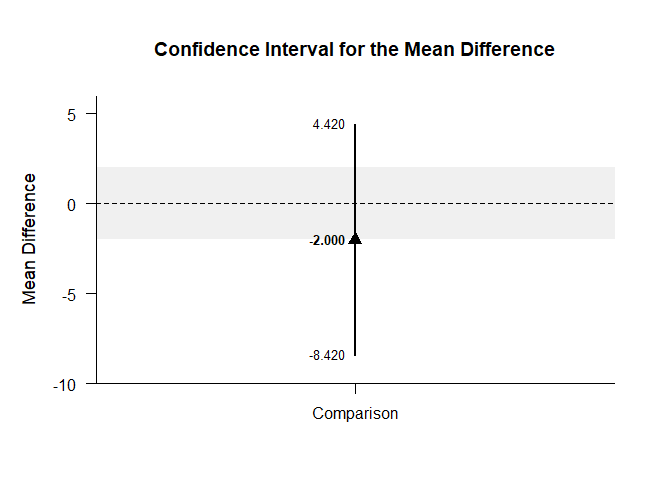 Confidence Interval for the Mean Difference
Mean Difference
5
0
-5
-10
4.420
-2.000
-8.420
Comparison